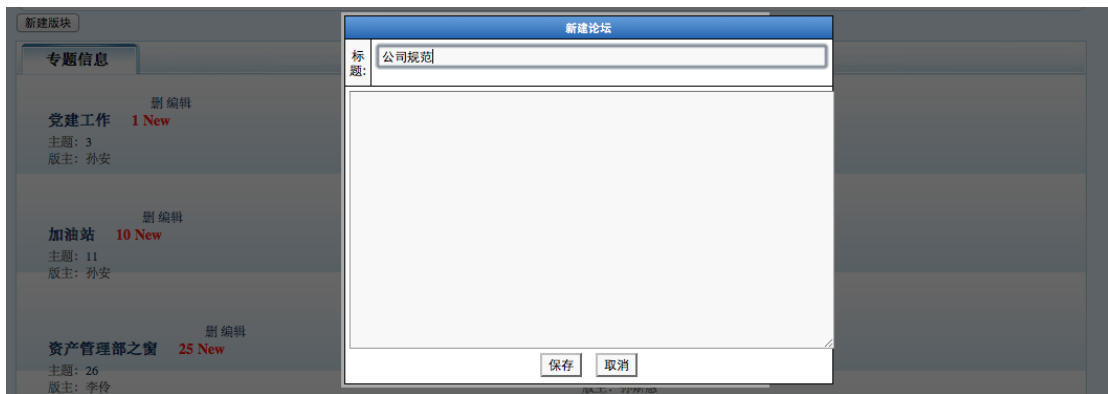 新建版块
新建论坛
标题:
公司规范
专题信息
删 编辑
党建工作 1 New
主题: 3
版主: 孙安
删 编辑
加油站 10 New
主题: 11
版主: 孙安
删 编辑
资产管理部之窗 25 New
主题: 26
版主: 李伶
保存 取消